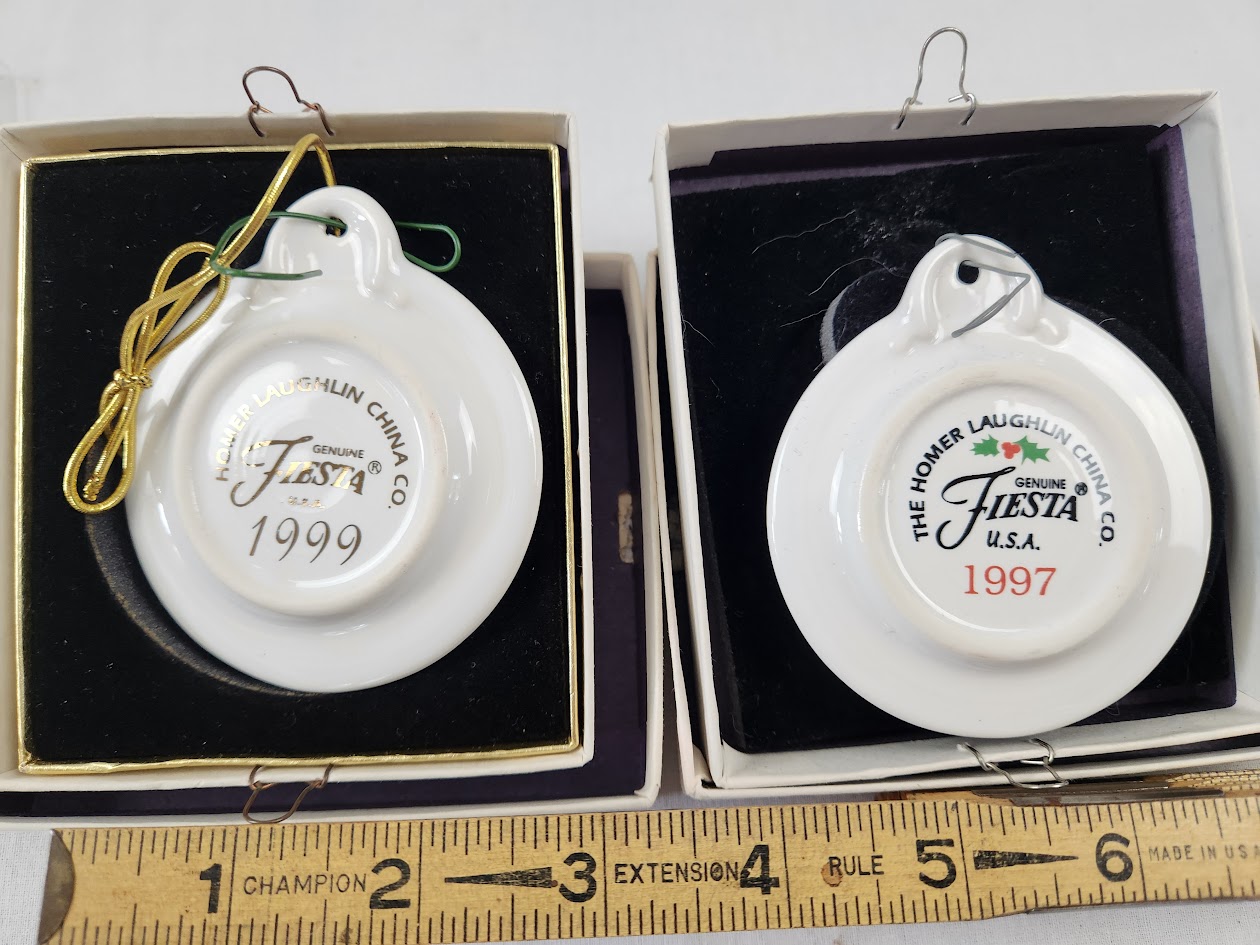 HOMER LAUGHLIN CHINA CO.
GENUINE
FIESTA®
U.S.A.
1999
THE HOMER LAUGHLIN CHINA CO.
GENUINE
FIESTA®
U.S.A.
1997
1 CHAMPION 2 3 EXTENSION 4 RULE 5 6 MADE IN USA